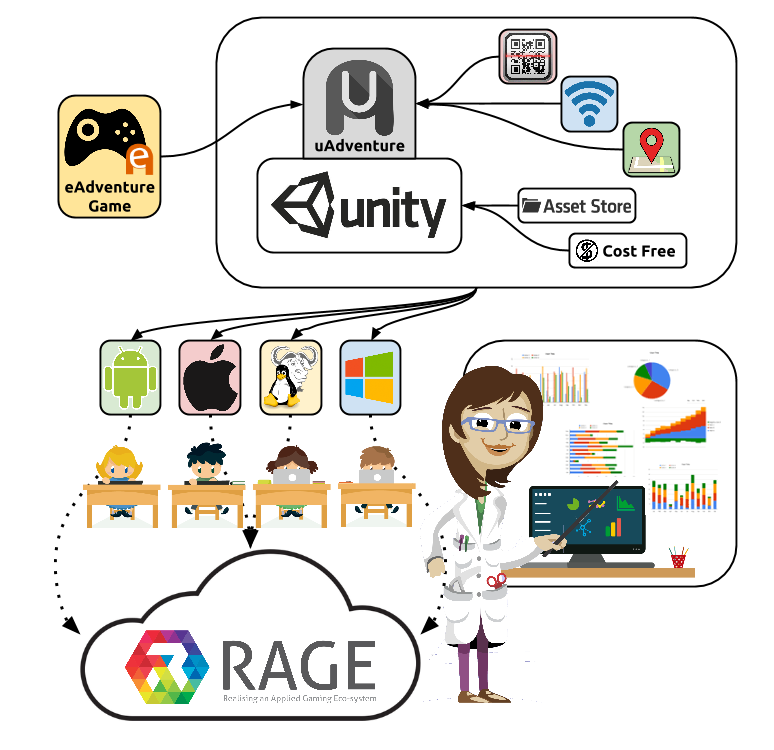 uAdventure
e
eAdventure
Game
unity
Asset Store
Cost Free
RAGE
Realising an Applied Gaming Eco-system